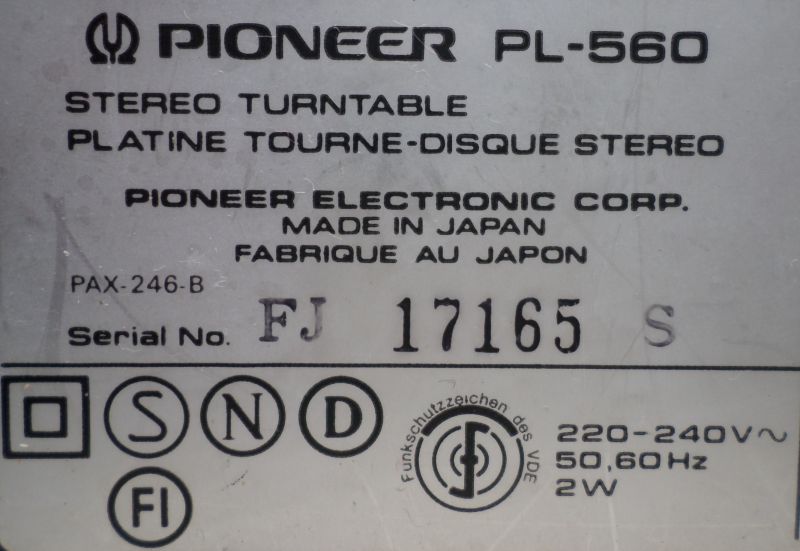 PIONEER PL-560
STEREO TURNTABLE
PLATINE TOURNE-DISQUE STEREO
PIONEER ELECTRONIC CORP.
MADE IN JAPAN
FABRIQUE AU JAPON
PAX-246-B
Serial No. FJ 17165 S
S N D
FI
Funkschutzzeichen des VDE
220-240V~
50,60Hz
2W